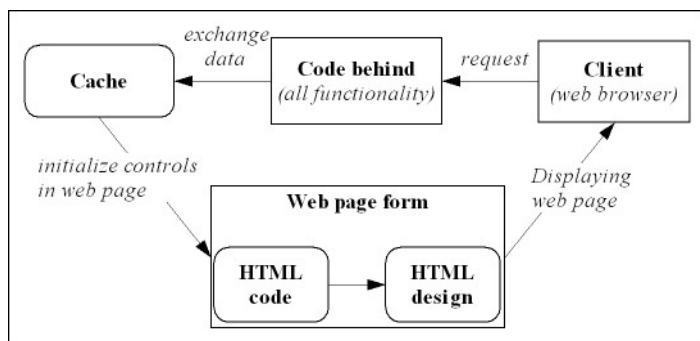 exchange
data
Cache
Code behind
(all functionality)
request
Client
(web browser)
initialize controls
in web page
Displaying
web page
Web page form
HTML
code
HTML
design